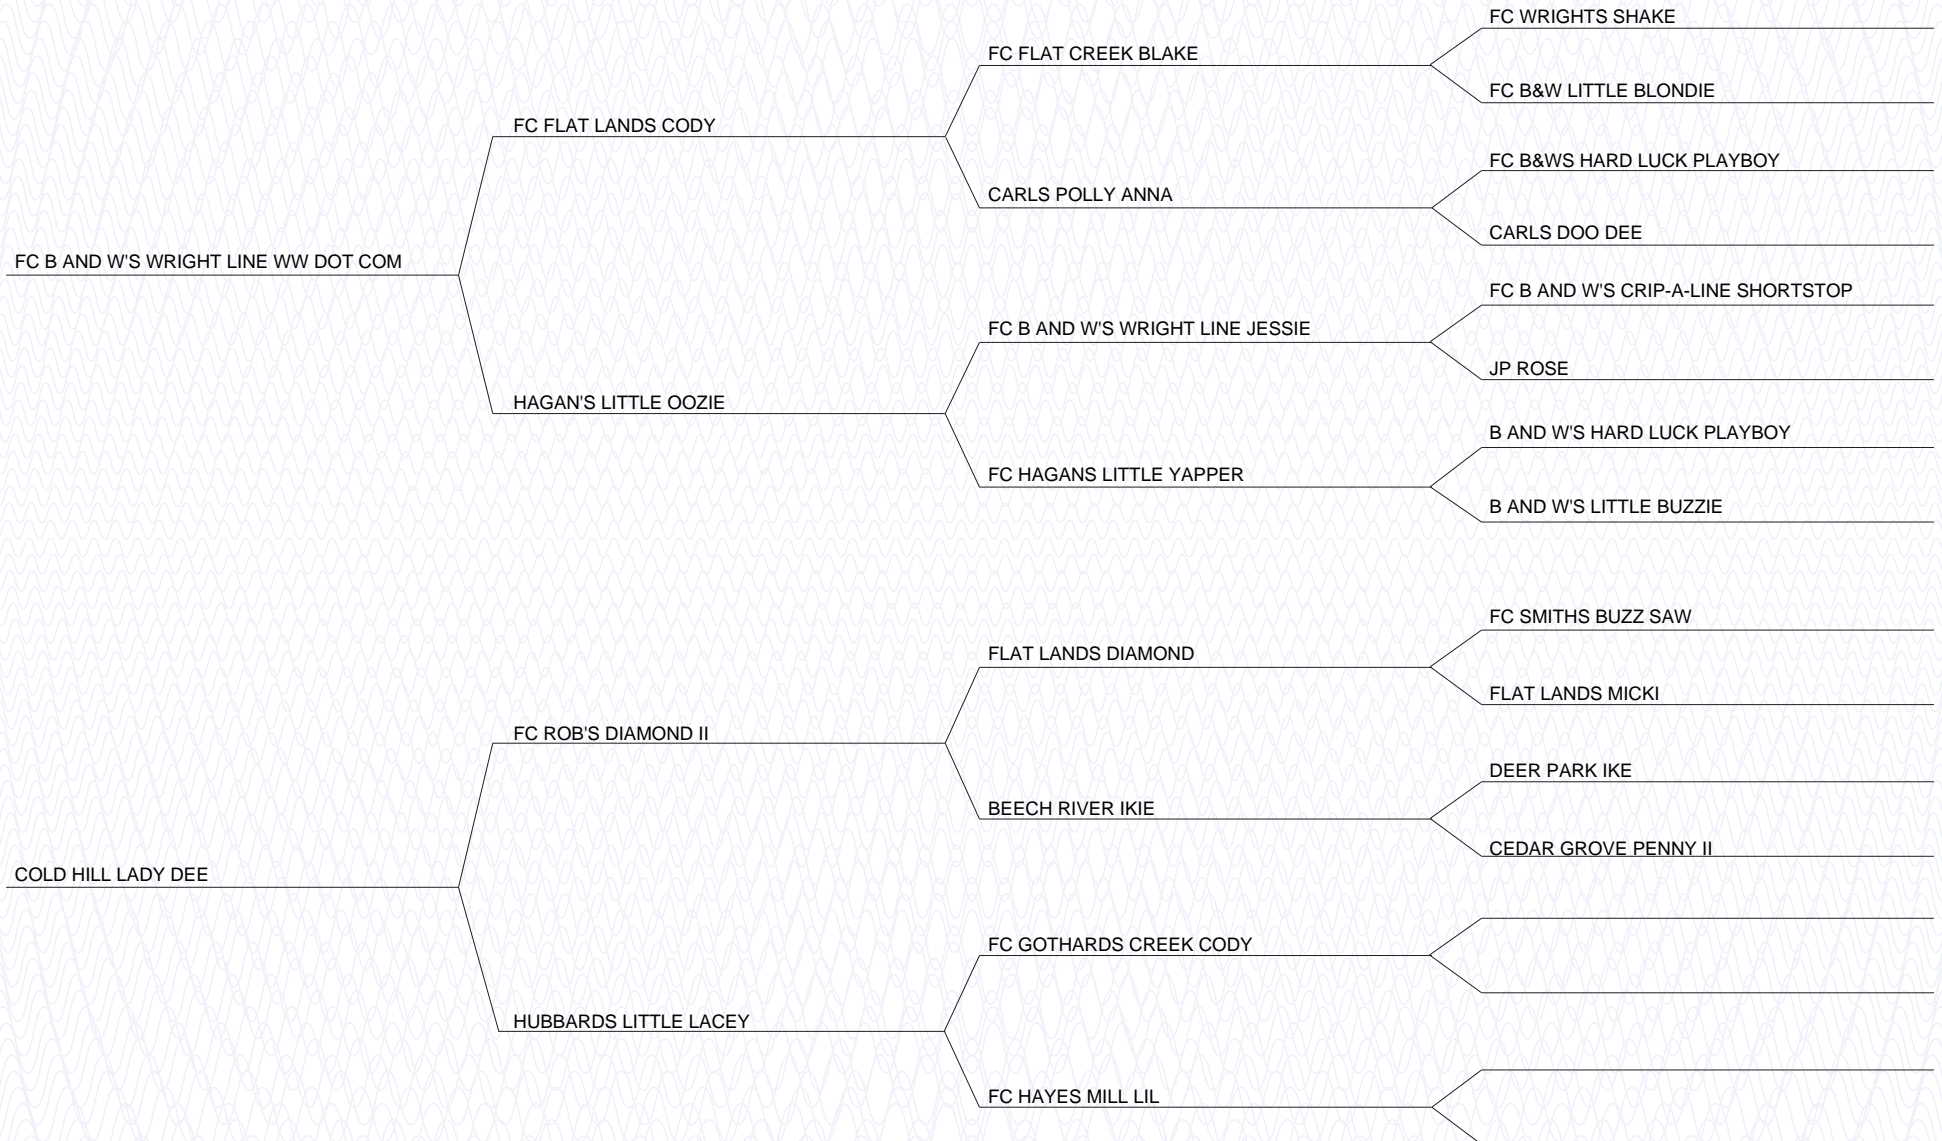 FC WRIGHTS SHAKE
FC FLAT CREEK BLAKE
FC B&W LITTLE BLONDIE
FC FLAT LANDS CODY
FC B&WS HARD LUCK PLAYBOY
CARLS POLLY ANNA
CARLS DOO DEE
FC B AND W'S WRIGHT LINE WW DOT COM
FC B AND W'S CRIP-A-LINE SHORTSTOP
FC B AND W'S WRIGHT LINE JESSIE
JP ROSE
HAGAN'S LITTLE OOZIE
B AND W'S HARD LUCK PLAYBOY
FC HAGANS LITTLE YAPPER
B AND W'S LITTLE BUZZIE
FC SMITHS BUZZ SAW
FLAT LANDS DIAMOND
FLAT LANDS MICKI
FC ROB'S DIAMOND II
DEER PARK IKE
BEECH RIVER IKIE
CEDAR GROVE PENNY II
COLD HILL LADY DEE
FC GOTHARDS CREEK CODY
HUBBARDS LITTLE LACEY
FC HAYES MILL LIL